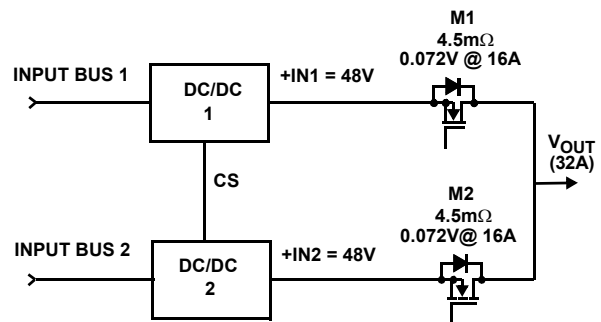 M1
4.5mΩ
0.072V @ 16A
INPUT BUS 1
DC/DC
1
+IN1 = 48V
CS
VOUT
(32A)
M2
4.5mΩ
0.072V@ 16A
INPUT BUS 2
DC/DC
2
+IN2 = 48V